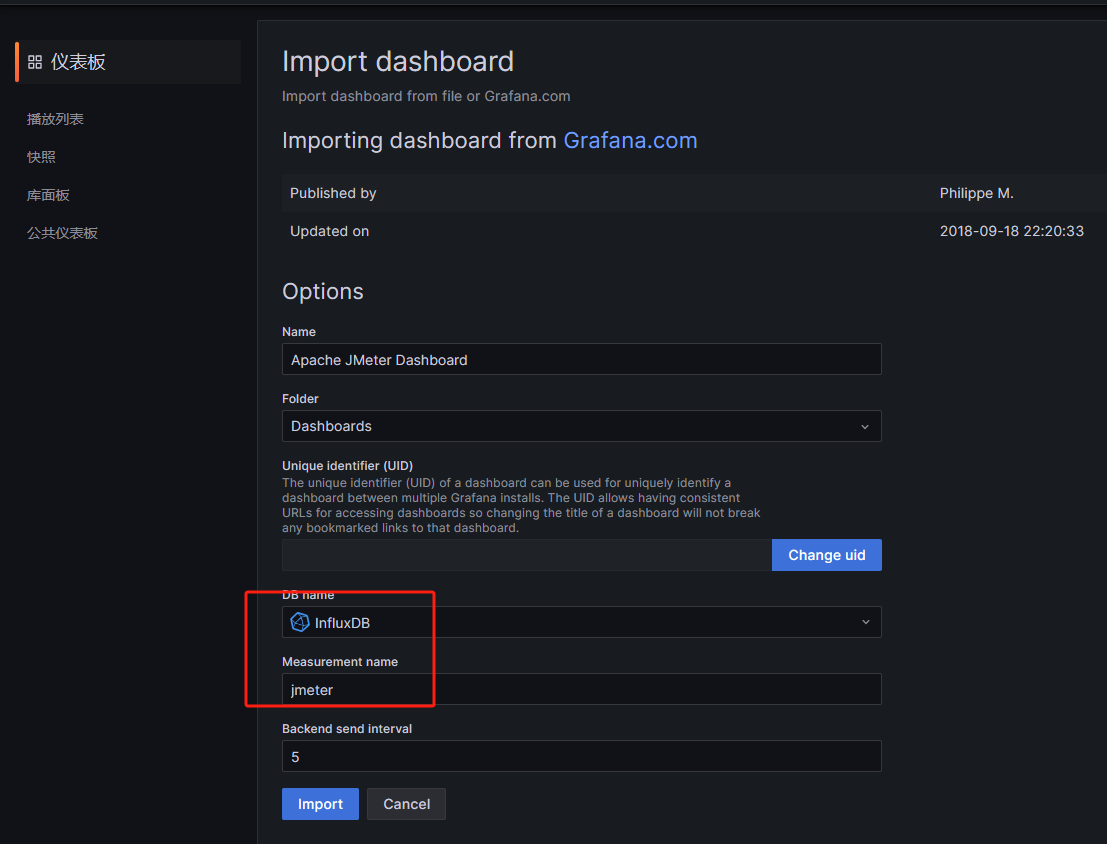 仪表板
播放列表
快照
库面板
公共仪表板
Import dashboard
Import dashboard from file or Grafana.com
Importing dashboard from Grafana.com
Published by Philippe M.
Updated on 2018-09-18 22:20:33
Options
Name
Apache JMeter Dashboard
Folder
Dashboards
Unique identifier (UID)
The unique identifier (UID) of a dashboard can be used for uniquely identify a
dashboard between multiple Grafana installs. The UID allows having consistent
URLs for accessing dashboards so changing the title of a dashboard will not break
any bookmarked links to that dashboard.
Change uid
DB name
InfluxDB
Measurement name
jmeter
Backend send interval
5
Import Cancel